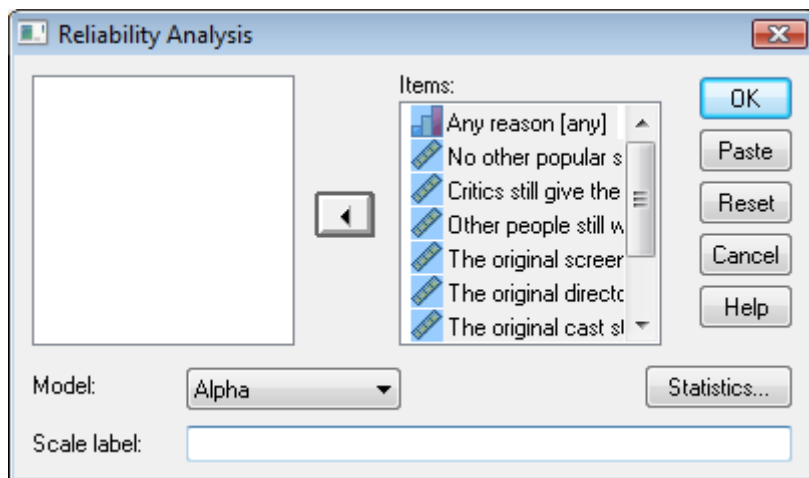 Reliability Analysis
Items:
Any reason [any]
No other popular s
Critics still give the
Other people still w
The original screer
The original directo
The original cast st
OK
Paste
Reset
Cancel
Help
Model:
Alpha
Statistics...
Scale label: